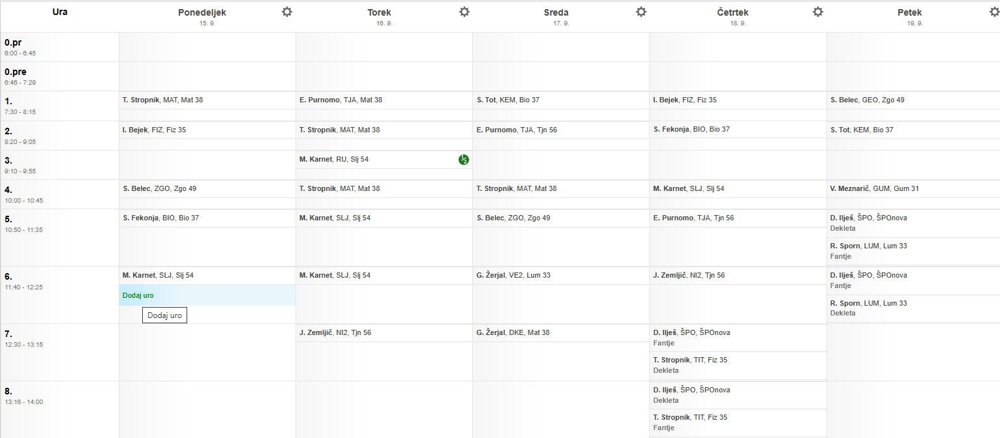 Ura Ponedeljek Torek Sreda Četrtek Petek
15. 9. 16. 9. 17. 9. 18. 9. 19. 9.
0.pr
6:00 - 6:45
0.pre
6:46 - 7:29
1. T. Stropnik, MAT, Mat 38 E. Purnomo, TJA, Mat 38 S. Tot, KEM, Bio 37 I. Bejek, FIZ, Fiz 35 S. Belec, GEO, Zgo 49
7:30 - 8:15
2. I. Bejek, FIZ, Fiz 35 T. Stropnik, MAT, Mat 38 E. Purnomo, TJA, Tjn 56 S. Fekonja, BIO, Bio 37 S. Tot, KEM, Bio 37
8:20 - 9:05
3. M. Karnet, RU, Slj 54 1/2
9:10 - 9:55
4. S. Belec, ZGO, Zgo 49 T. Stropnik, MAT, Mat 38 T. Stropnik, MAT, Mat 38 M. Karnet, SLJ, Slj 54 V. Meznarič, GUM, Gum 31
10:00 - 10:45
5. S. Fekonja, BIO, Bio 37 M. Karnet, SLJ, Slj 54 S. Belec, ZGO, Zgo 49 E. Purnomo, TJA, Tjn 56 D. Ilješ, ŠPO, ŠPOnova
10:50 - 11:35 Dekleta
R. Sporn, LUM, Lum 33
Fantje
6. M. Karnet, SLJ, Slj 54 M. Karnet, SLJ, Slj 54 G. Žerjal, VE2, Lum 33 J. Zemljič, NI2, Tjn 56 D. Ilješ, ŠPO, ŠPOnova
11:40 - 12:25 Fantje
Dodaj uro
R. Sporn, LUM, Lum 33
Dekleta
Dodaj uro
7. J. Zemljič, NI2, Tjn 56 G. Žerjal, DKE, Mat 38 D. Ilješ, ŠPO, ŠPOnova
12:30 - 13:15 Fantje
T. Stropnik, TIT, Fiz 35
Dekleta
8. D. Ilješ, ŠPO, ŠPOnova
13:16 - 14:00 Dekleta
T. Stropnik, TIT, Fiz 35
Fantje